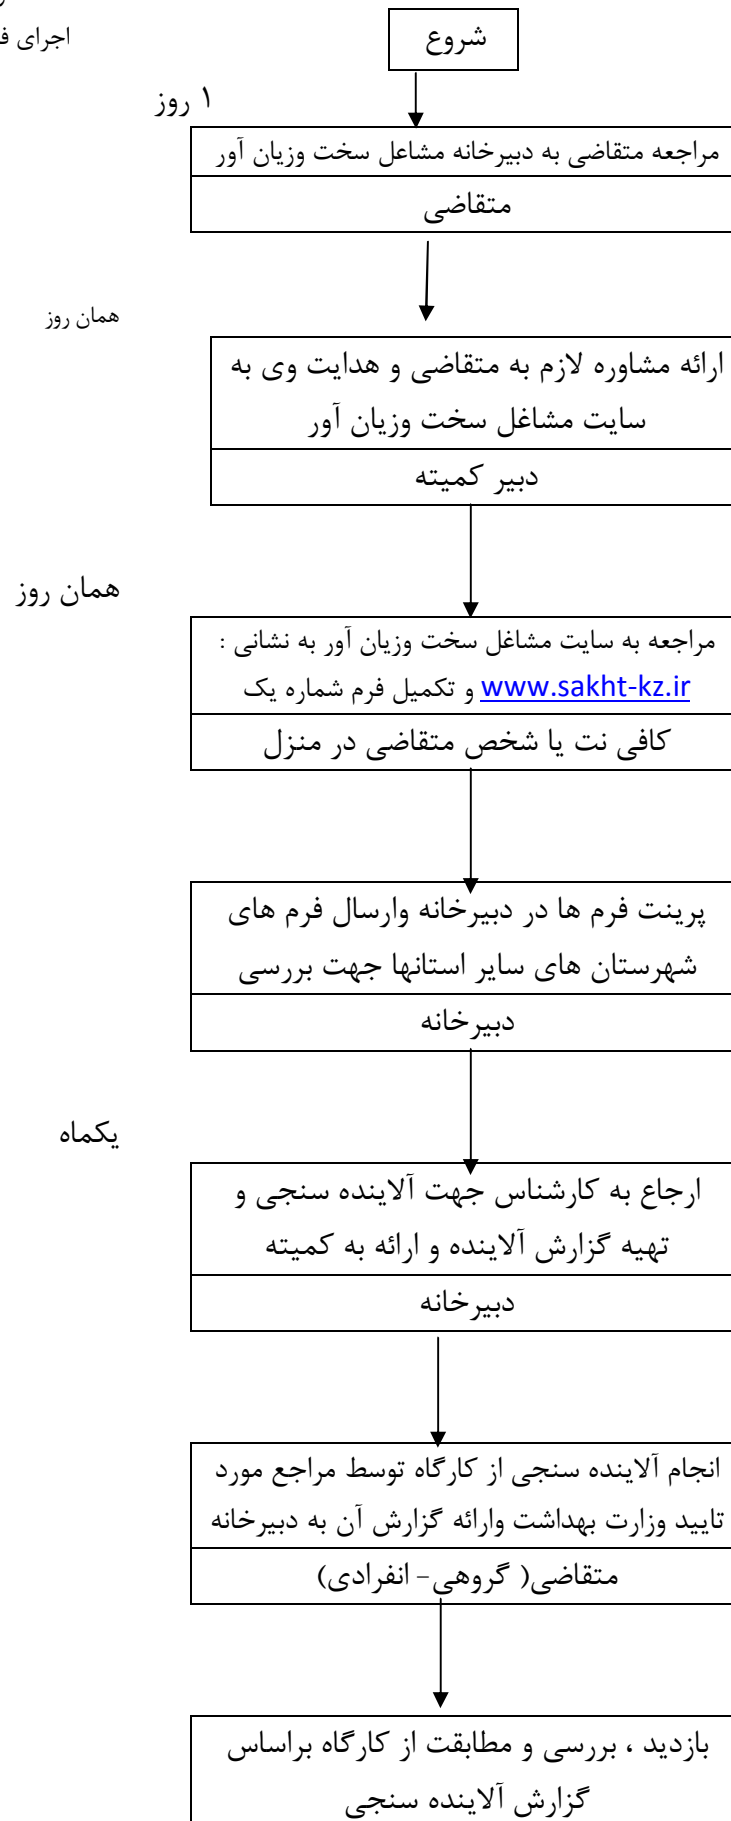 اجرای
شروع
۱ روز
مراجعه متقاضی به دبیرخانه مشاعل سخت وزیان آور
متقاضی
همان روز
ارائه مشاوره لازم به متقاضی و هدایت وی به
سایت مشاغل سخت وزیان آور
دبیر کمیته
همان روز
مراجعه به سایت مشاغل سخت وزیان آور به نشانی :
www.sakht-kz.ir و تکمیل فرم شماره یک
کافی نت یا شخص متقاضی در منزل
پرینت فرم ها در دبیرخانه وارسال فرم های
شهرستان های سایر استانها جهت بررسی
دبیرخانه
یکماه
ارجاع به کارشناس جهت آلاینده سنجی و
تهیه گزارش آلاینده و ارائه به کمیته
دبیرخانه
انجام آلاینده سنجی از کارگاه توسط مراجع مورد
تایید وزارت بهداشت وارائه گزارش آن به دبیرخانه
متقاضی( گروهی- انفرادی)
بازدید ، بررسی و مطابقت از کارگاه براساس
گزارش آلاینده سنجی